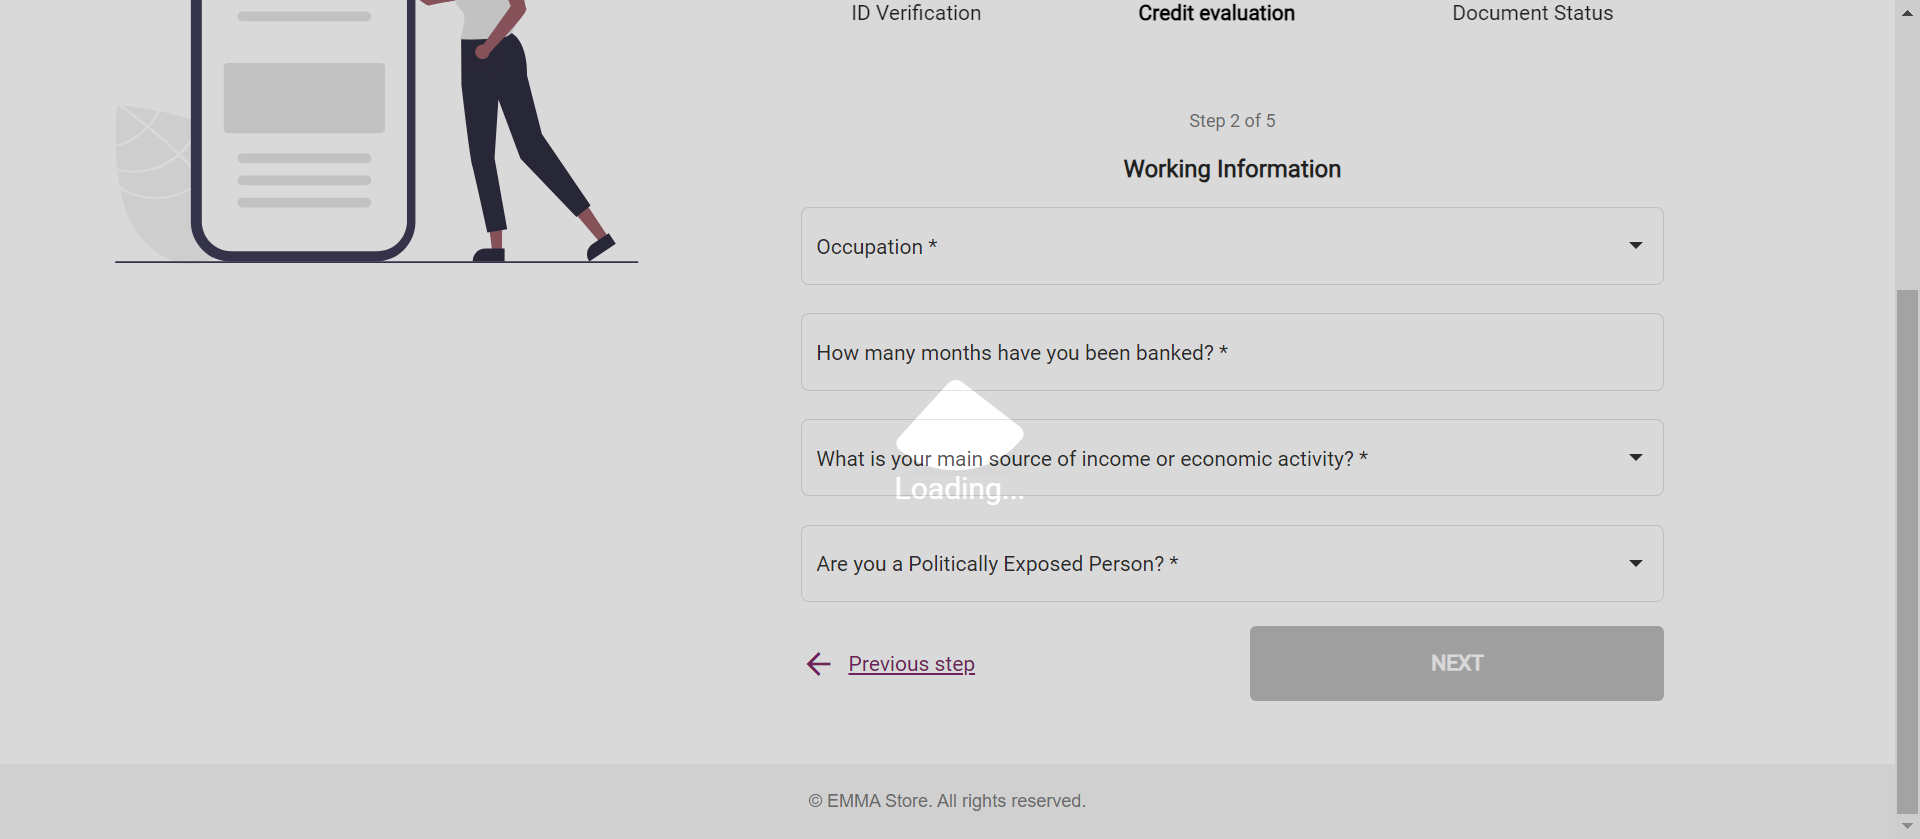 ID Verification
Credit evaluation
Document Status
Step 2 of 5
Working Information
Occupation *
How many months have you been banked? *
What is your main source of income or economic activity? *
Loading...
Are you a Politically Exposed Person? *
Previous step
NEXT
© EMMA Store. All rights reserved.